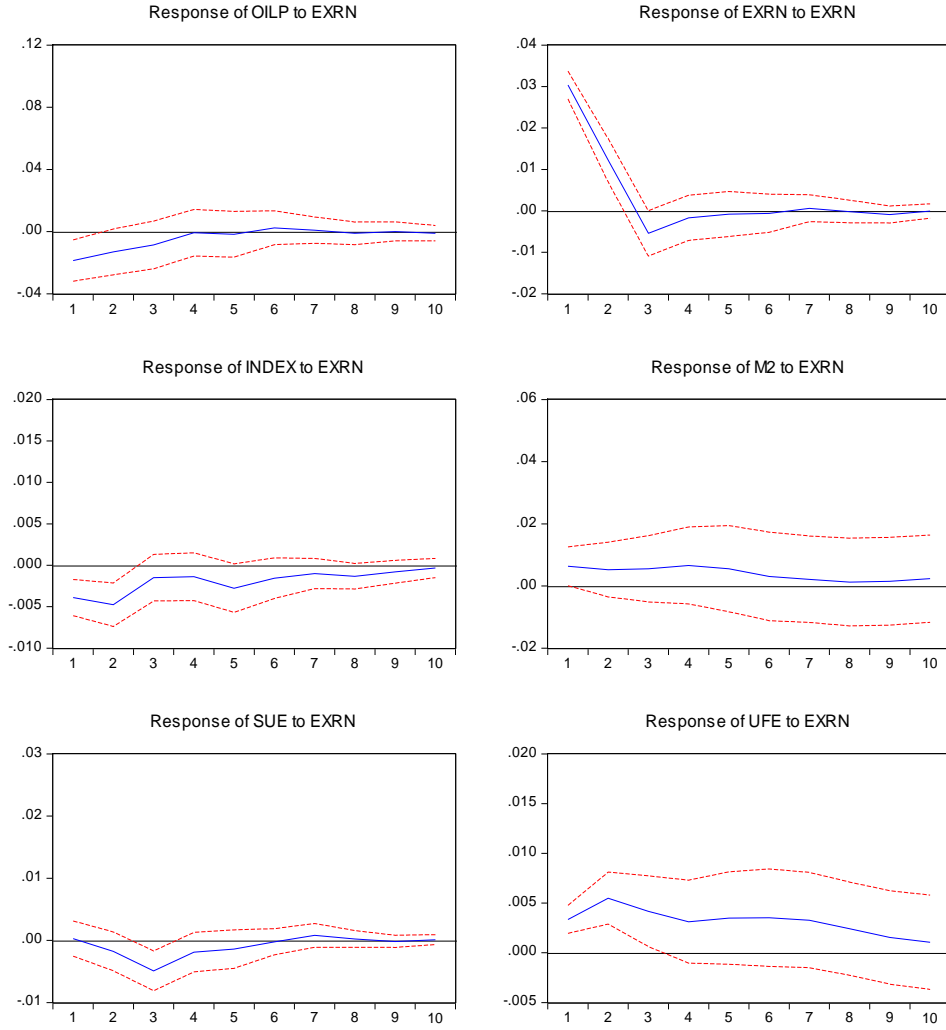 Response of OILP to EXRN
.12
.08
.04
.00
-.04
1 2 3 4 5 6 7 8 9 10
Response of EXRN to EXRN
.04
.03
.02
.01
.00
-.01
-.02
1 2 3 4 5 6 7 8 9 10
Response of INDEX to EXRN
.020
.015
.010
.005
.000
-.005
-.010
1 2 3 4 5 6 7 8 9 10
Response of M2 to EXRN
.06
.04
.02
.00
-.02
1 2 3 4 5 6 7 8 9 10
Response of SUE to EXRN
.03
.02
.01
.00
-.01
1 2 3 4 5 6 7 8 9 10
Response of UFE to EXRN
.020
.015
.010
.005
.000
-.005
1 2 3 4 5 6 7 8 9 10